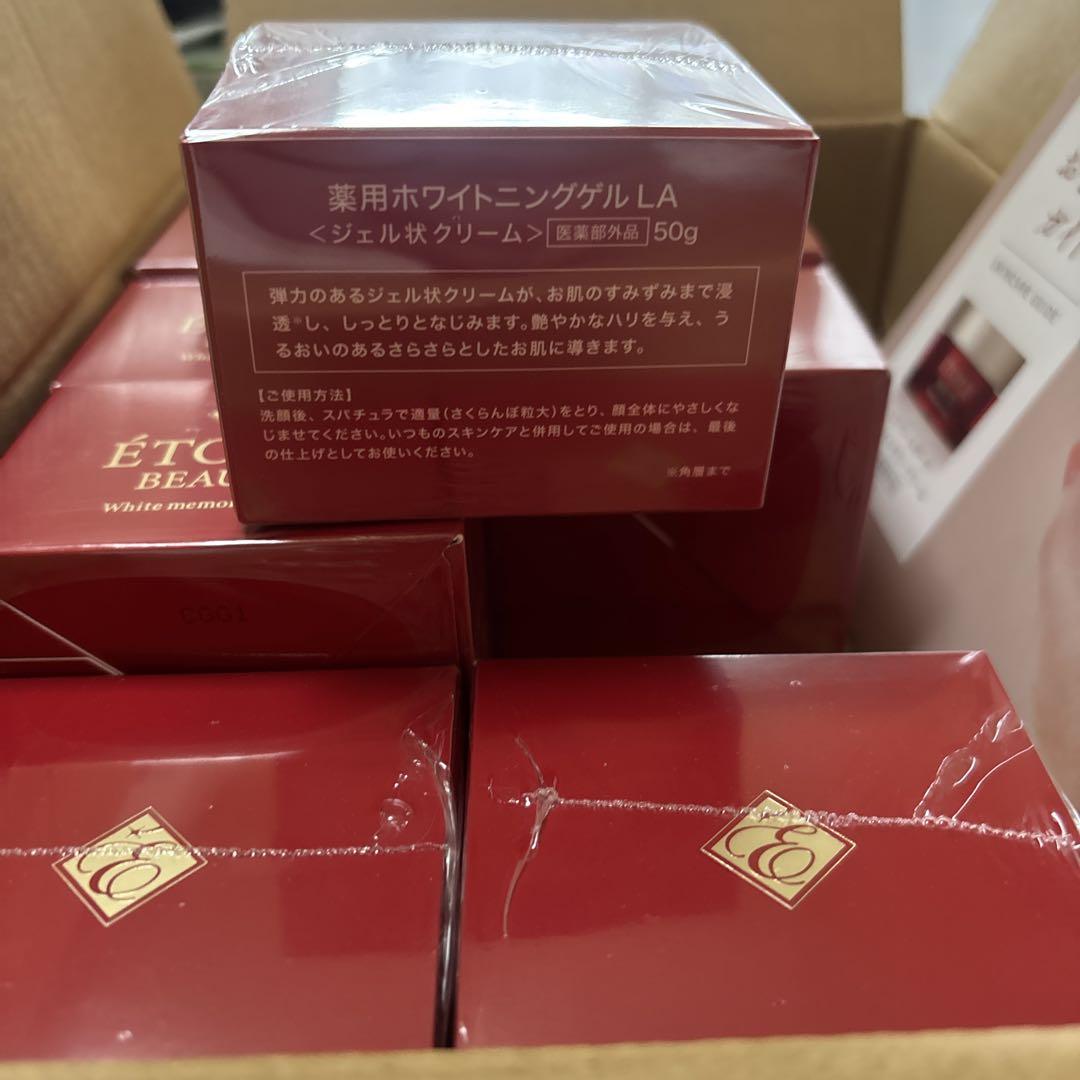 薬用ホワイトニングゲル LA
<ジェル状クリーム> 医薬部外品 50g
弾力のあるジェル状クリームが、お肌のすみずみまで浸
透※し、しっとりとなじみます。艶やかなハリを与え、う
るおいのあるさらさらとしたお肌に導きます。
【ご使用方法】
洗顔後、スパチュラで適量(さくらんぼ粒大)をとり、顔全体にやさしくな
じませてください。いつものスキンケアと併用してご使用の場合は、最後
の仕上げとしてお使いください。
※角層まで
BEAU
White memor
E
E